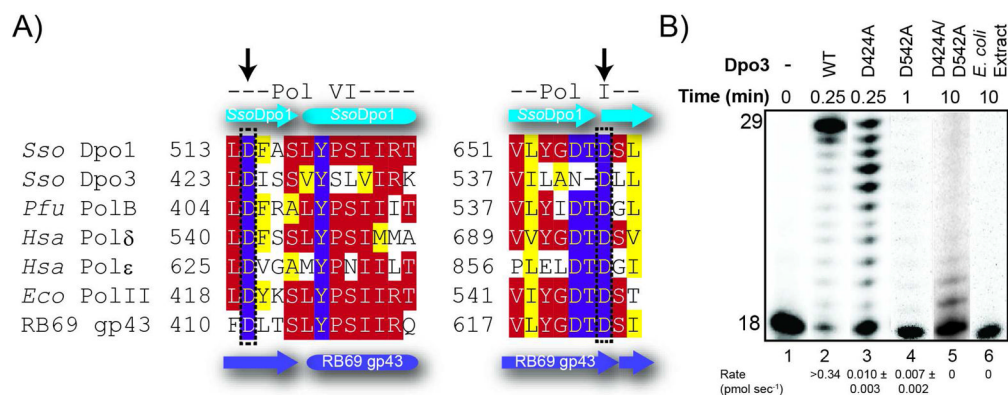 A)
---Pol VI----
SsoDpo1 SsoDpo1
---Pol I---
SsoDpo1
Sso Dpo1 513 LDFASLYPSIIRT 651 VLYGDTDSL
Sso Dpo3 423 LDISSVYSLVIRK 537 VILAN-DLL
Pfu PolB 404 LDFRALYPSIIIT 537 VLYIDTDGL
Hsa Polδ 540 LDFSSLYPSIMMA 689 VVYGDTDSV
Hsa Polε 625 LDVGAMYPNIILT 856 PLELDTDGI
Eco PolII 418 LDYKSLYPSIIRT 541 VIYGDTDST
RB69 gp43 410 FDLTSLYPSIIRQ 617 VLYGDTDSI
RB69 gp43 RB69 gp43
B)
Dpo3 - WT D424A D542A D424A/ D542A E. coli Extract
Time (min) 0 0.25 0.25 1 10 10
29
18
1 2 3 4 5 6
Rate >0.34 0.010 ± 0.007 ± 0 0
(pmol sec⁻¹) 0.003 0.002